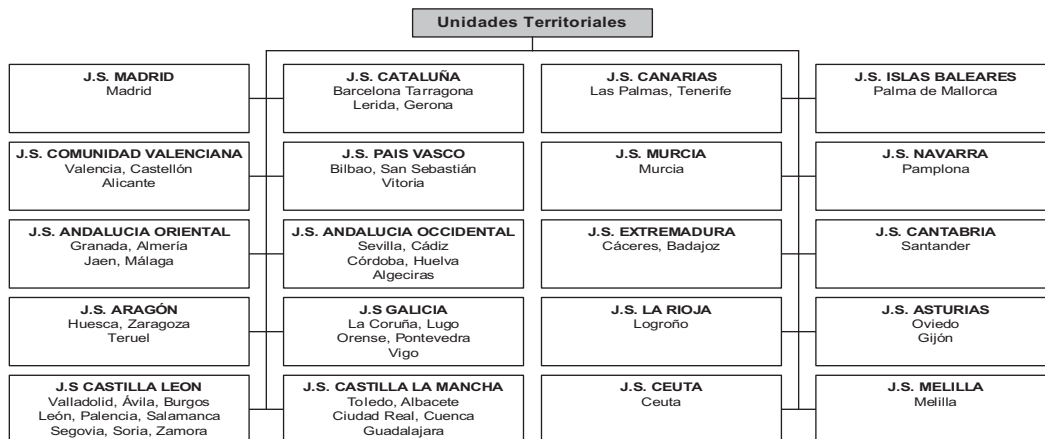 Unidades Territoriales
J.S. MADRID
Madrid
J.S. CATALUÑA
Barcelona Tarragona
Lerida, Gerona
J.S. CANARIAS
Las Palmas, Tenerife
J.S. ISLAS BALEARES
Palma de Mallorca
J.S. COMUNIDAD VALENCIANA
Valencia, Castellón
Alicante
J.S. PAIS VASCO
Bilbao, San Sebastián
Vitoria
J.S. MURCIA
Murcia
J.S. NAVARRA
Pamplona
J.S. ANDALUCIA ORIENTAL
Granada, Almería
Jaen, Málaga
J.S. ANDALUCIA OCCIDENTAL
Sevilla, Cádiz
Córdoba, Huelva
Algeciras
J.S. EXTREMADURA
Cáceres, Badajoz
J.S. CANTABRIA
Santander
J.S. ARAGÓN
Huesca, Zaragoza
Teruel
J.S GALICIA
La Coruña, Lugo
Orense, Pontevedra
Vigo
J.S. LA RIOJA
Logroño
J.S. ASTURIAS
Oviedo
Gijón
J.S CASTILLA LEON
Valladolid, Ávila, Burgos
León, Palencia, Salamanca
Segovia, Soria, Zamora
J.S. CASTILLA LA MANCHA
Toledo, Albacete
Ciudad Real, Cuenca
Guadalajara
J.S. CEUTA
Ceuta
J.S. MELILLA
Melilla